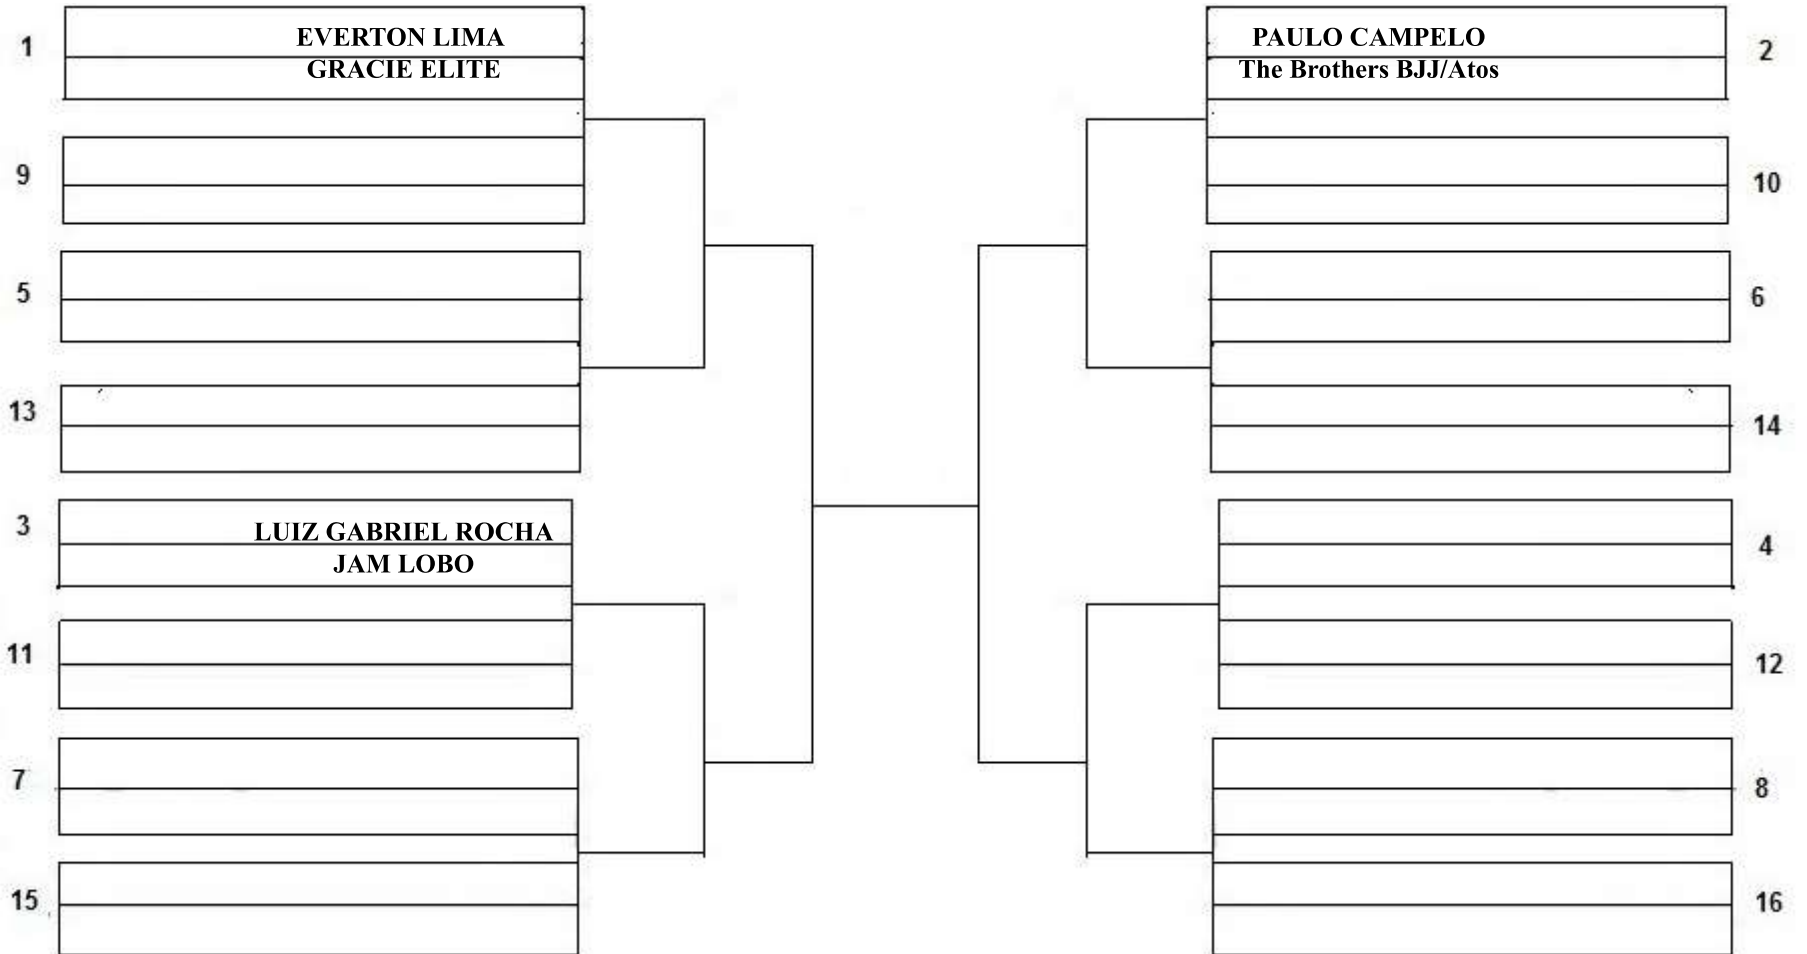 1
EVERTON LIMA
GRACIE ELITE
9
5
13
3
LUIZ GABRIEL ROCHA
JAM LOBO
11
7
15
PAULO CAMPELO
The Brothers BJJ/Atos
2
10
6
14
4
12
8
16